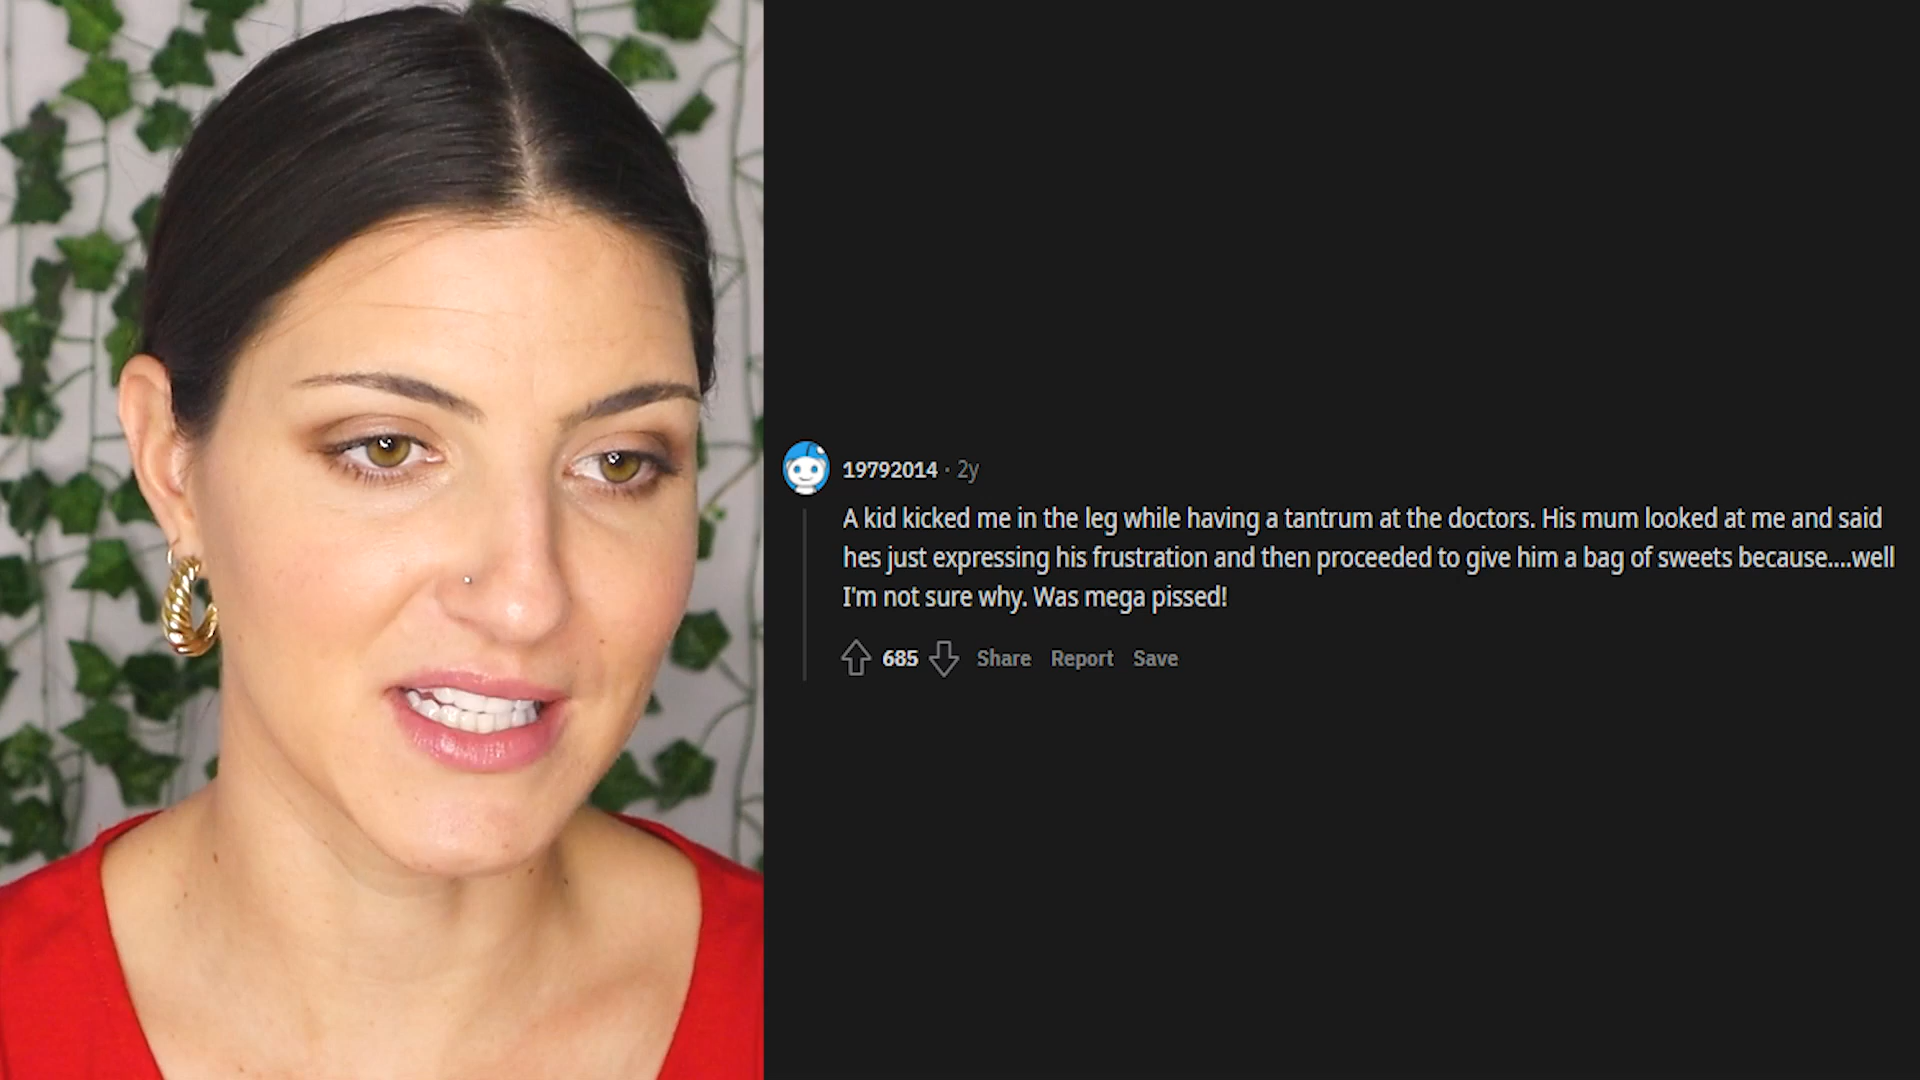 19792014 · 2y
A kid kicked me in the leg while having a tantrum at the doctors. His mum looked at me and said
hes just expressing his frustration and then proceeded to give him a bag of sweets because....well
I'm not sure why. Was mega pissed!
685 Share Report Save